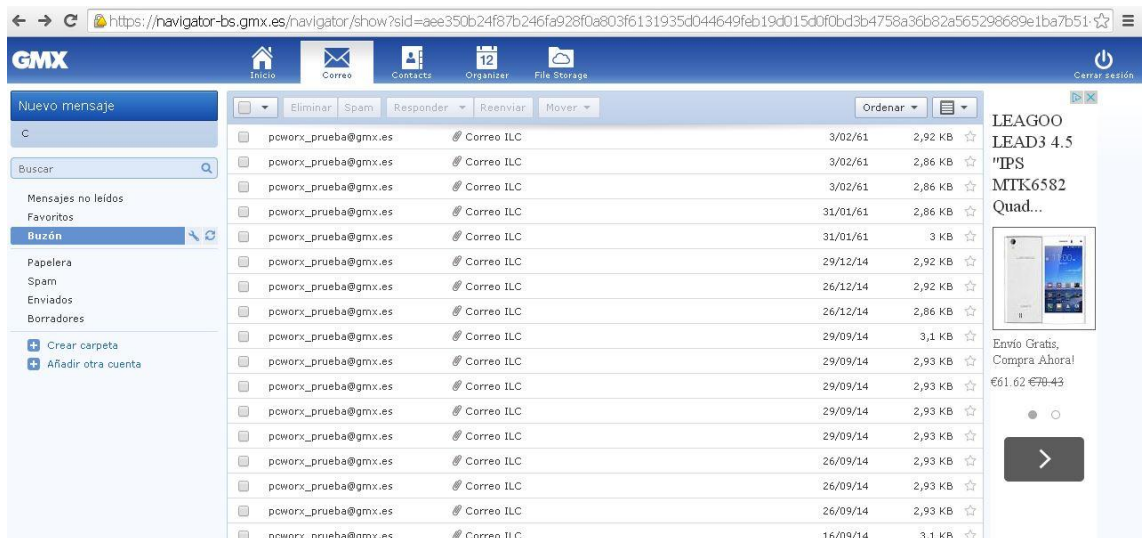 https://navigator-bs.gmx.es/navigator/show?sid=aee350b24f87b246fa928f0a803f6131935d044649feb19d015d0f0bd3b4758a36b82a565298689e1ba7b51
GMX
Inicio
Correo
Contacts
12
Organizer
File Storage
Cerrar sesión
Nuevo mensaje
C
Buscar
Mensajes no leídos
Favoritos
Buzón
Papelera
Spam
Enviados
Borradores
Crear carpeta
Añadir otra cuenta
Eliminar Spam Responder Reenviar Mover Ordenar
pcworx_prueba@gmx.es Correo ILC 3/02/61 2,92 KB
pcworx_prueba@gmx.es Correo ILC 3/02/61 2,86 KB
pcworx_prueba@gmx.es Correo ILC 3/02/61 2,86 KB
pcworx_prueba@gmx.es Correo ILC 31/01/61 2,86 KB
pcworx_prueba@gmx.es Correo ILC 31/01/61 3 KB
pcworx_prueba@gmx.es Correo ILC 29/12/14 2,92 KB
pcworx_prueba@gmx.es Correo ILC 26/12/14 2,92 KB
pcworx_prueba@gmx.es Correo ILC 26/12/14 2,86 KB
pcworx_prueba@gmx.es Correo ILC 29/09/14 3,1 KB
pcworx_prueba@gmx.es Correo ILC 29/09/14 2,93 KB
pcworx_prueba@gmx.es Correo ILC 29/09/14 2,93 KB
pcworx_prueba@gmx.es Correo ILC 29/09/14 2,93 KB
pcworx_prueba@gmx.es Correo ILC 29/09/14 2,93 KB
pcworx_prueba@gmx.es Correo ILC 26/09/14 2,93 KB
pcworx_prueba@gmx.es Correo ILC 26/09/14 2,93 KB
pcworx_prueba@gmx.es Correo ILC 26/09/14 2,93 KB
pcworx_prueba@gmx.es Correo ILC 16/09/14 3,1 KB
LEAGOO
LEAD3 4.5
"IPS
MTK6582
Quad...
Envío Gratis,
Compra Ahora!
€61.62 €70.43